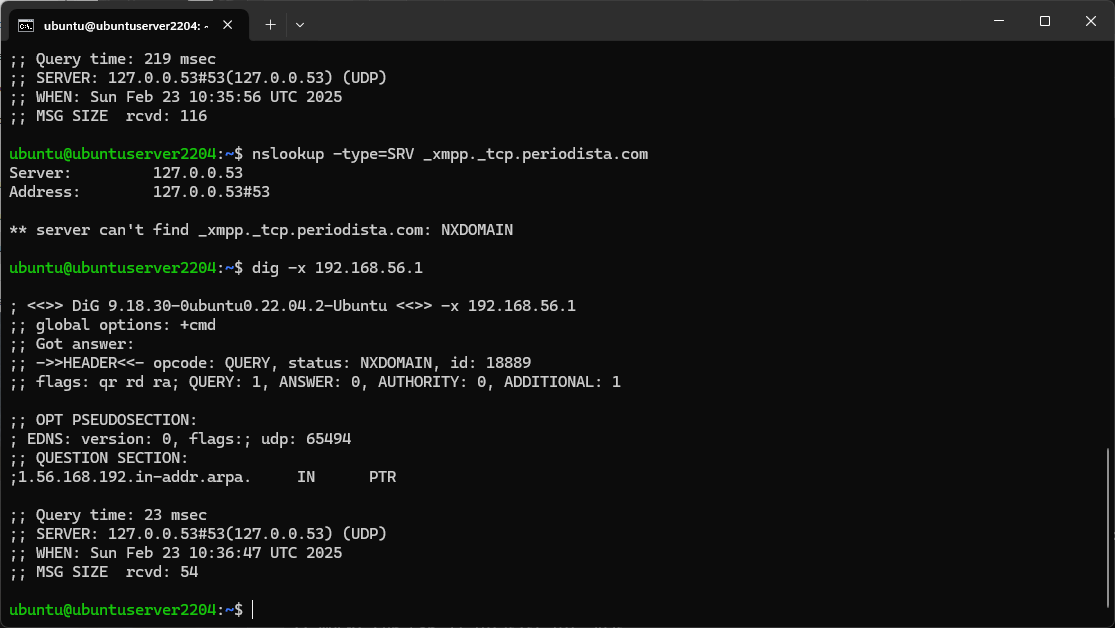 ubuntu@ubuntuserver2204: ~
;; Query time: 219 msec
;; SERVER: 127.0.0.53#53(127.0.0.53) (UDP)
;; WHEN: Sun Feb 23 10:35:56 UTC 2025
;; MSG SIZE  rcvd: 116
ubuntu@ubuntuserver2204:~$ nslookup -type=SRV _xmpp._tcp.periodista.com
Server:         127.0.0.53
Address:        127.0.0.53#53
** server can't find _xmpp._tcp.periodista.com: NXDOMAIN
ubuntu@ubuntuserver2204:~$ dig -x 192.168.56.1
; <<>> DiG 9.18.30-0ubuntu0.22.04.2-Ubuntu <<>> -x 192.168.56.1
;; global options: +cmd
;; Got answer:
;; ->>HEADER<<- opcode: QUERY, status: NXDOMAIN, id: 18889
;; flags: qr rd ra; QUERY: 1, ANSWER: 0, AUTHORITY: 0, ADDITIONAL: 1
;; OPT PSEUDOSECTION:
; EDNS: version: 0, flags:; udp: 65494
;; QUESTION SECTION:
;1.56.168.192.in-addr.arpa.     IN      PTR
;; Query time: 23 msec
;; SERVER: 127.0.0.53#53(127.0.0.53) (UDP)
;; WHEN: Sun Feb 23 10:36:47 UTC 2025
;; MSG SIZE  rcvd: 54
ubuntu@ubuntuserver2204:~$